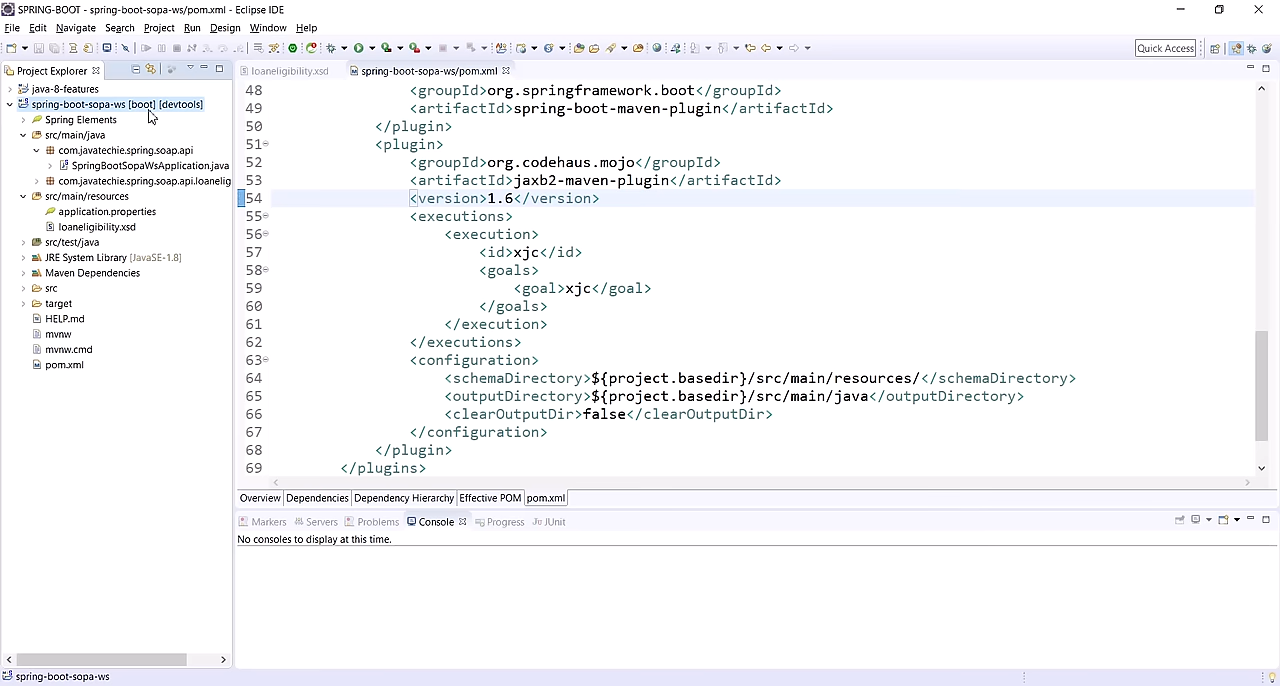 SPRING-BOOT - spring-boot-sopa-ws/pom.xml - Eclipse IDE
File Edit Navigate Search Project Run Design Window Help
Quick Access
Project Explorer
java-8-features
spring-boot-sopa-ws [boot] [devtools]
Spring Elements
src/main/java
com.javatechie.spring.soap.api
SpringBootSopaWsApplication.java
com.javatechie.spring.soap.api.loanelig
src/main/resources
application.properties
loaneligibility.xsd
src/test/java
JRE System Library [JavaSE-1.8]
Maven Dependencies
src
target
HELP.md
mvnw
mvnw.cmd
pom.xml
loaneligibility.xsd spring-boot-sopa-ws/pom.xml
48 <groupId>org.springframework.boot</groupId>
49 <artifactId>spring-boot-maven-plugin</artifactId>
50 </plugin>
51 <plugin>
52 <groupId>org.codehaus.mojo</groupId>
53 <artifactId>jaxb2-maven-plugin</artifactId>
54 <version>1.6</version>
55 <executions>
56 <execution>
57 <id>xjc</id>
58 <goals>
59 <goal>xjc</goal>
60 </goals>
61 </execution>
62 </executions>
63 <configuration>
64 <schemaDirectory>${project.basedir}/src/main/resources/</schemaDirectory>
65 <outputDirectory>${project.basedir}/src/main/java</outputDirectory>
66 <clearOutputDir>false</clearOutputDir>
67 </configuration>
68 </plugin>
69 </plugins>
Overview Dependencies Dependency Hierarchy Effective POM pom.xml
Markers Servers Problems Console Progress JUnit
No consoles to display at this time.
spring-boot-sopa-ws